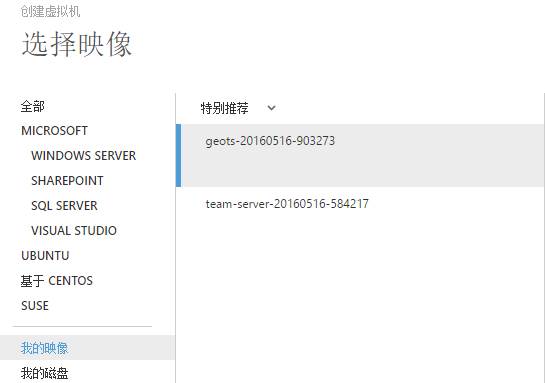 创建虚拟机
选择映像
全部
MICROSOFT
WINDOWS SERVER
SHAREPOINT
SQL SERVER
VISUAL STUDIO
UBUNTU
基于 CENTOS
SUSE
我的映像
我的磁盘
特别推荐
geots-20160516-903273
team-server-20160516-584217